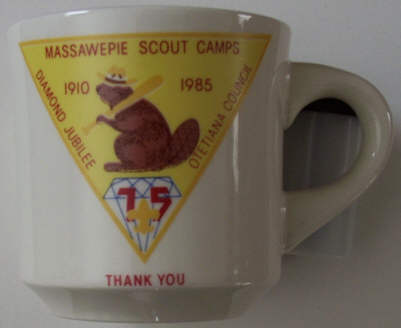 MASSAWEPIE SCOUT CAMPS
1910 1985
DIAMOND JUBILEE
OTETIANA COUNCIL
75
THANK YOU